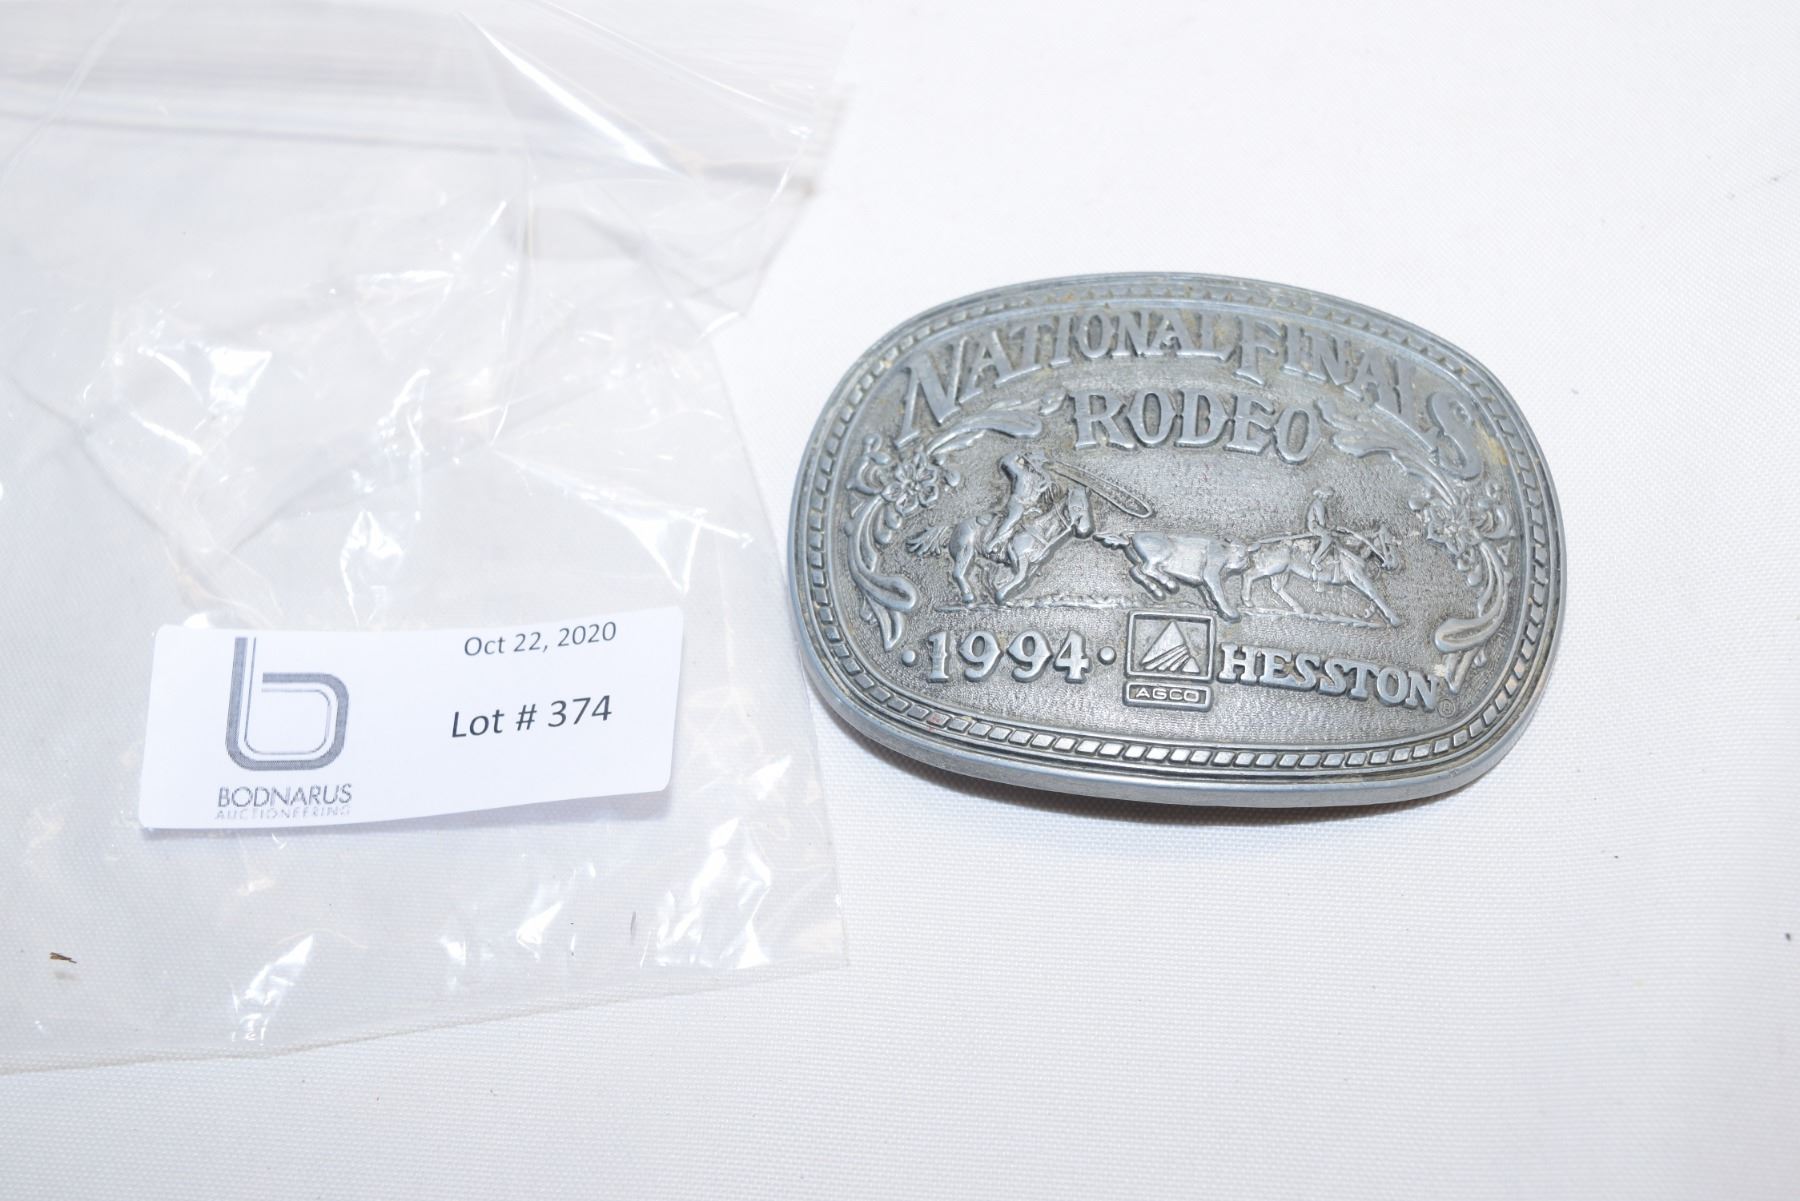 Oct 22, 2020
Lot # 374
BODNARUS
AUCTIONEERING
NATIONAL FINALS
RODEO
• 1994 •
AGCO
HESSTON®